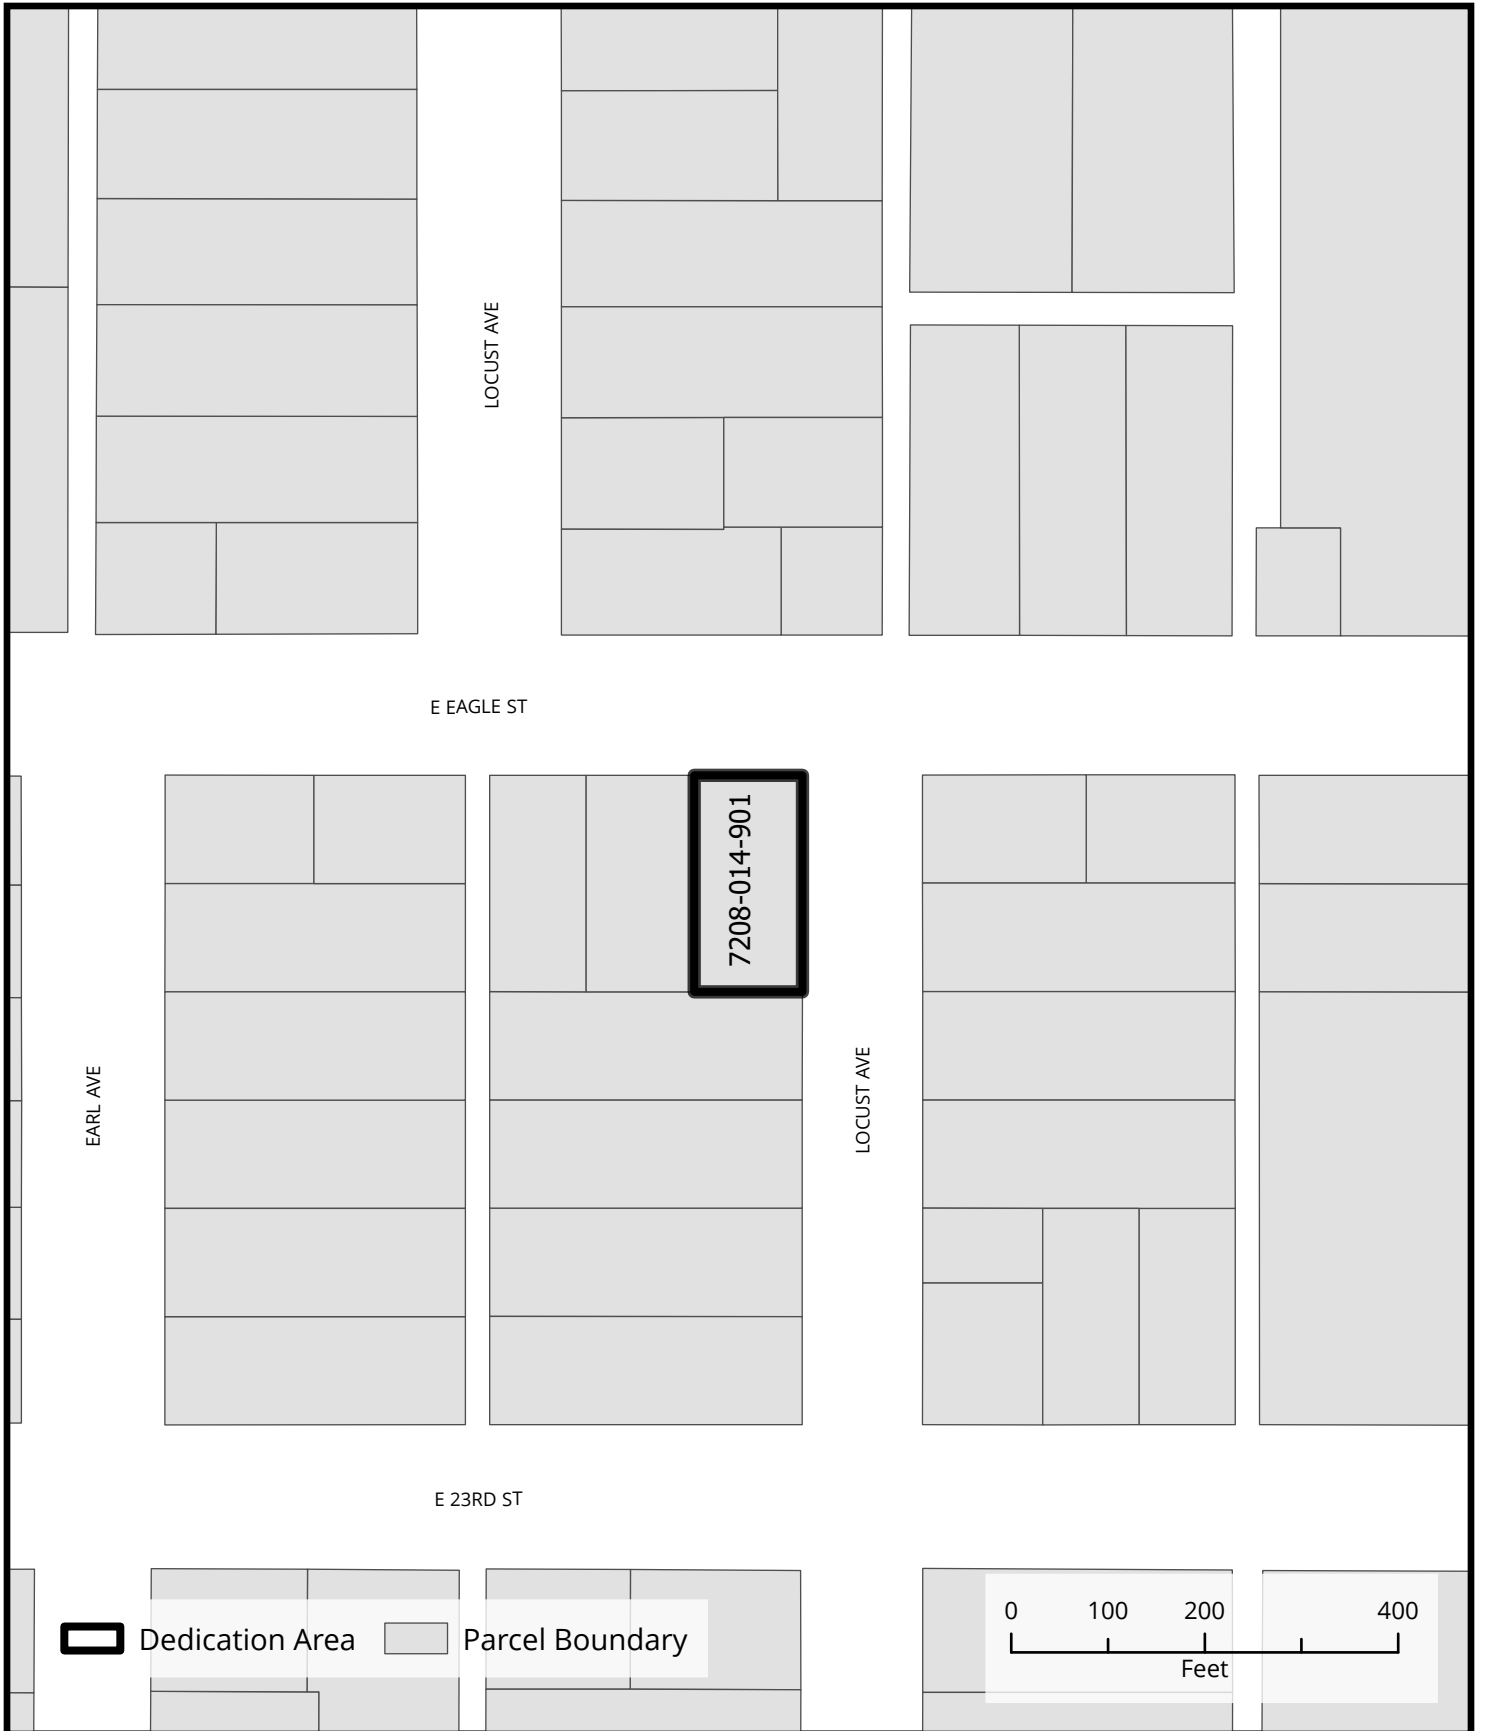 LOCUST AVE
E EAGLE ST
7208-014-901
EARL AVE
LOCUST AVE
E 23RD ST
Dedication Area
Parcel Boundary
0 100 200 400
Feet